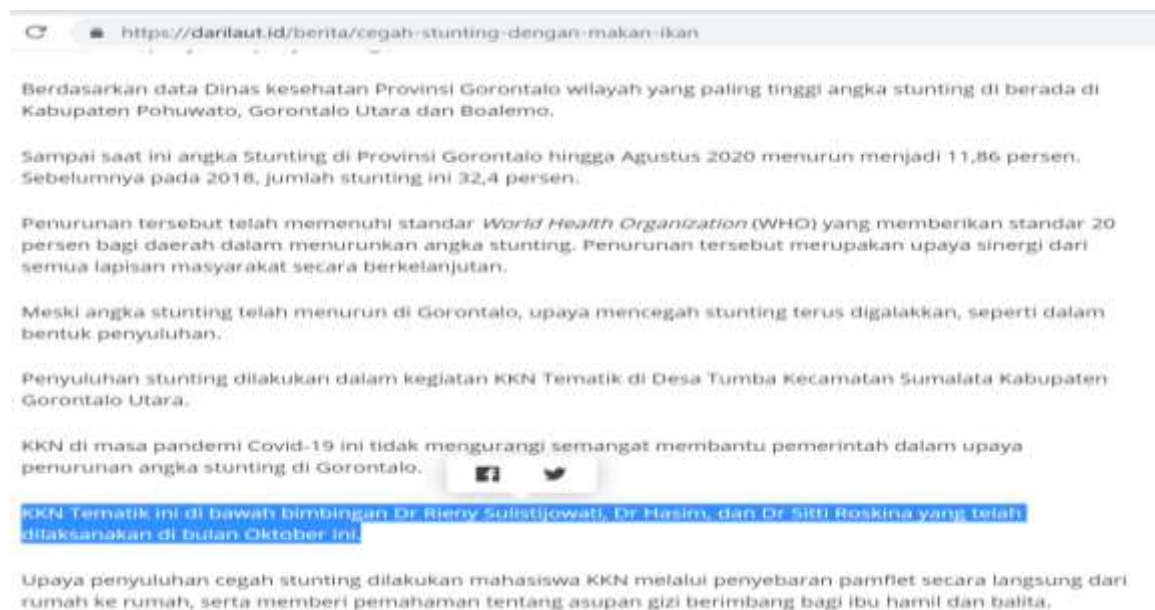 https://darilaut.id/berita/cegah-stunting-dengan-makan-ikan
Berdasarkan data Dinas kesehatan Provinsi Gorontalo wilayah yang paling tinggi angka stunting di berada di
Kabupaten Pohuwato, Gorontalo Utara dan Boalemo.
Sampai saat ini angka Stunting di Provinsi Gorontalo hingga Agustus 2020 menurun menjadi 11,86 persen.
Sebelumnya pada 2018, jumlah stunting ini 32,4 persen.
Penurunan tersebut telah memenuhi standar World Health Organization (WHO) yang memberikan standar 20
persen bagi daerah dalam menurunkan angka stunting. Penurunan tersebut merupakan upaya sinergi dari
semua lapisan masyarakat secara berkelanjutan.
Meski angka stunting telah menurun di Gorontalo, upaya mencegah stunting terus digalakkan, seperti dalam
bentuk penyuluhan.
Penyuluhan stunting dilakukan dalam kegiatan KKN Tematik di Desa Tumba Kecamatan Sumalata Kabupaten
Gorontalo Utara.
KKN di masa pandemi Covid-19 ini tidak mengurangi semangat membantu pemerintah dalam upaya
penurunan angka stunting di Gorontalo.
KKN Tematik ini di bawah bimbingan Dr Rieny Sulistijowati, Dr Hasim, dan Dr Sitti Roskina yang telah
dilaksanakan di bulan Oktober ini.
Upaya penyuluhan cegah stunting dilakukan mahasiswa KKN melalui penyebaran pamflet secara langsung dari
rumah ke rumah, serta memberi pemahaman tentang asupan gizi berimbang bagi ibu hamil dan balita.